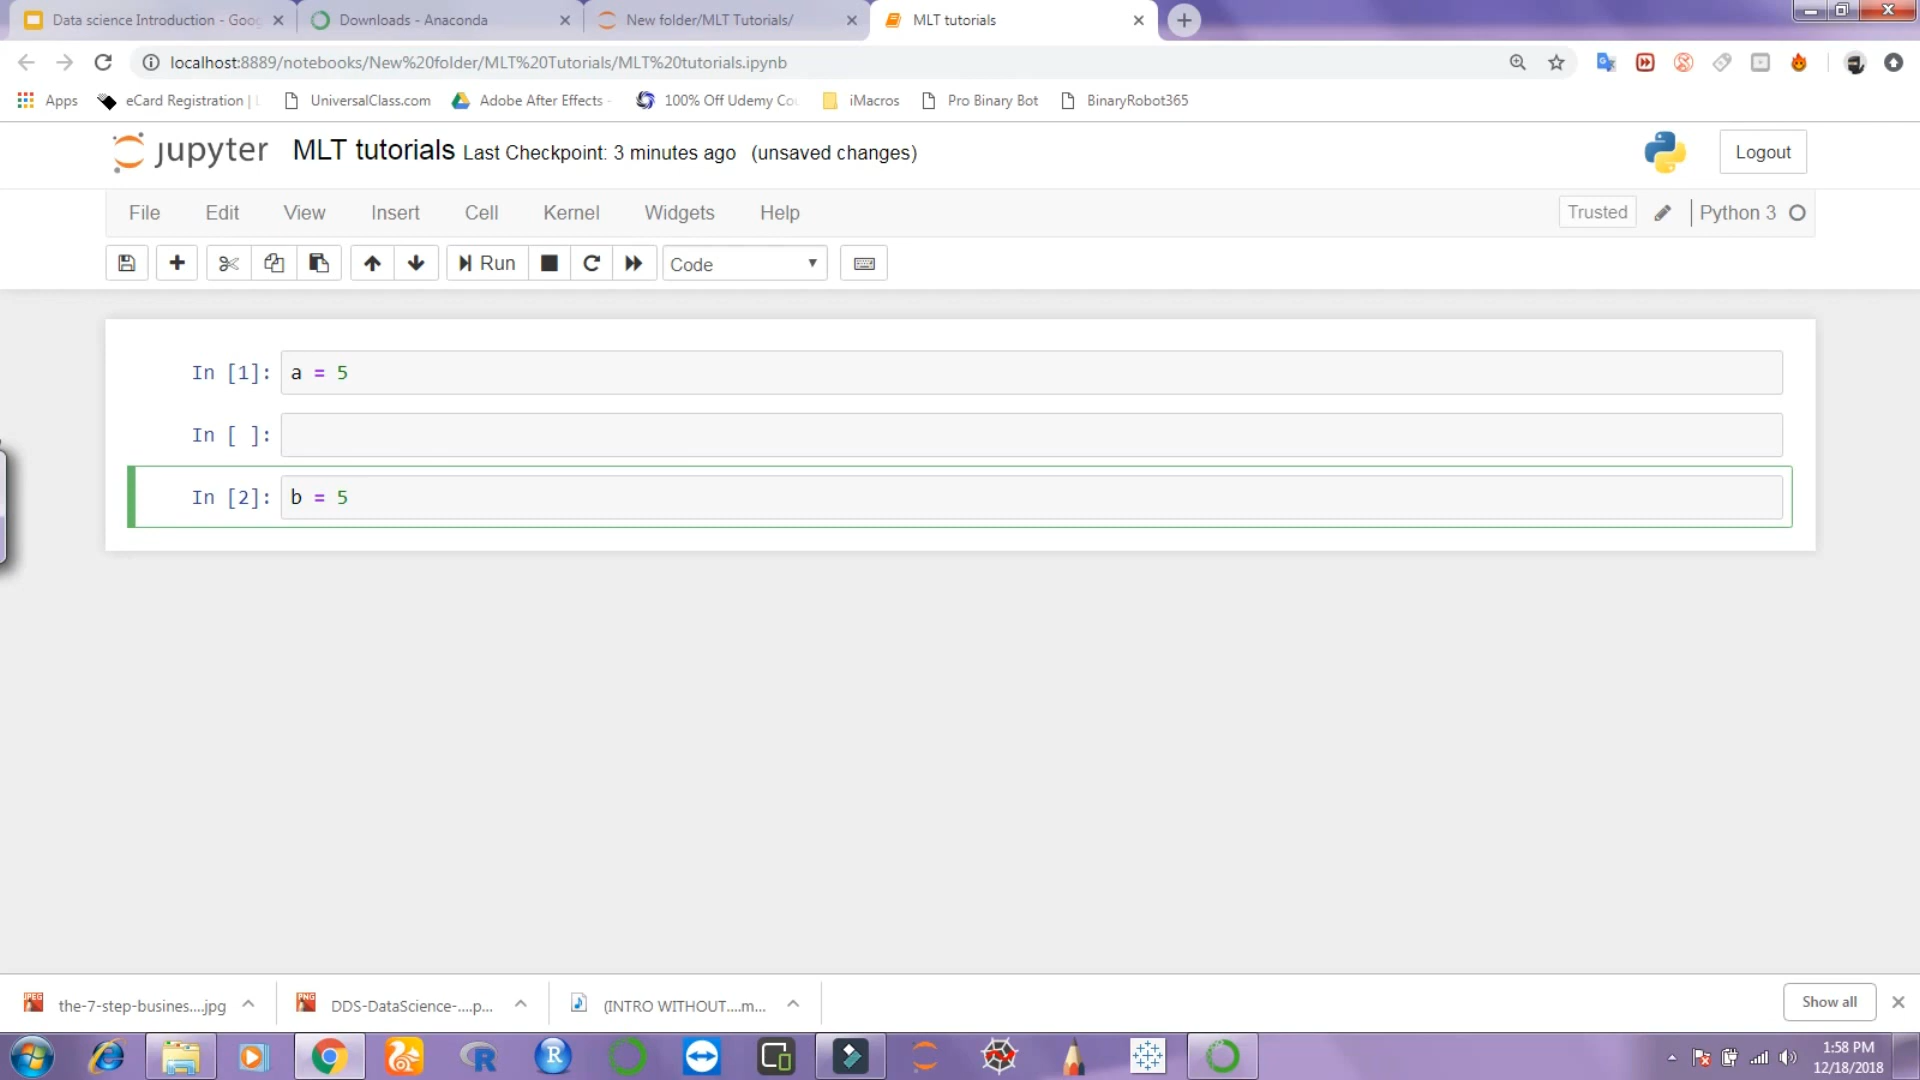 Data science Introduction - Goo
Downloads - Anaconda
New folder/MLT Tutorials/
MLT tutorials
localhost:8889/notebooks/New%20folder/MLT%20Tutorials/MLT%20tutorials.ipynb
Apps
eCard Registration |
UniversalClass.com
Adobe After Effects
100% Off Udemy Co
iMacros
Pro Binary Bot
BinaryRobot365
jupyter MLT tutorials Last Checkpoint: 3 minutes ago (unsaved changes)
Logout
File Edit View Insert Cell Kernel Widgets Help
Trusted
Python 3
Run
Code
In [1]: a = 5
In [ ]:
In [2]: b = 5
the-7-step-busines....jpg
DDS-DataScience-....p...
(INTRO WITHOUT....m...
Show all
1:58 PM
12/18/2018